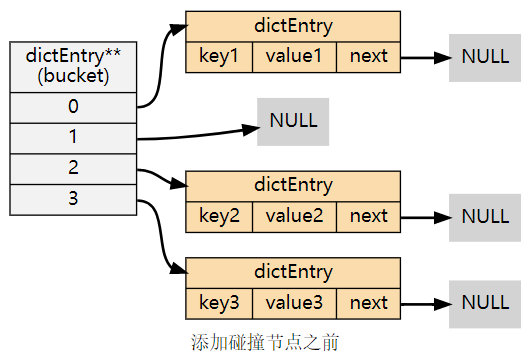 dictEntry**
(bucket)
0
1
2
3
dictEntry
key1 value1 next
NULL
NULL
dictEntry
key2 value2 next
NULL
dictEntry
key3 value3 next
NULL
添加碰撞节点之前